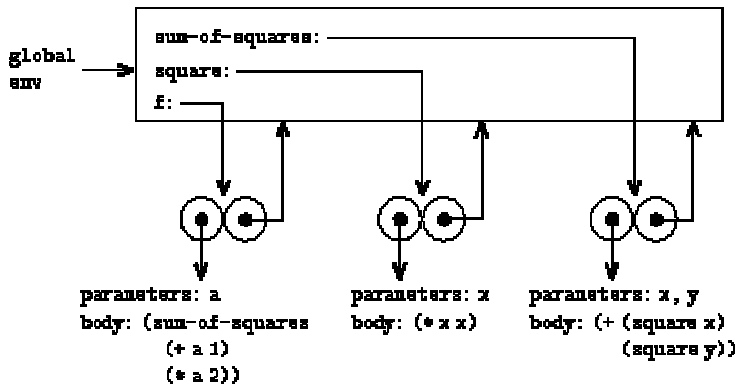 global
env
sum-of-squares:
square:
f:
parameters: a
body: (sum-of-squares
(+ a 1)
(* a 2))
parameters: x
body: (* x x)
parameters: x, y
body: (+ (square x)
(square y))